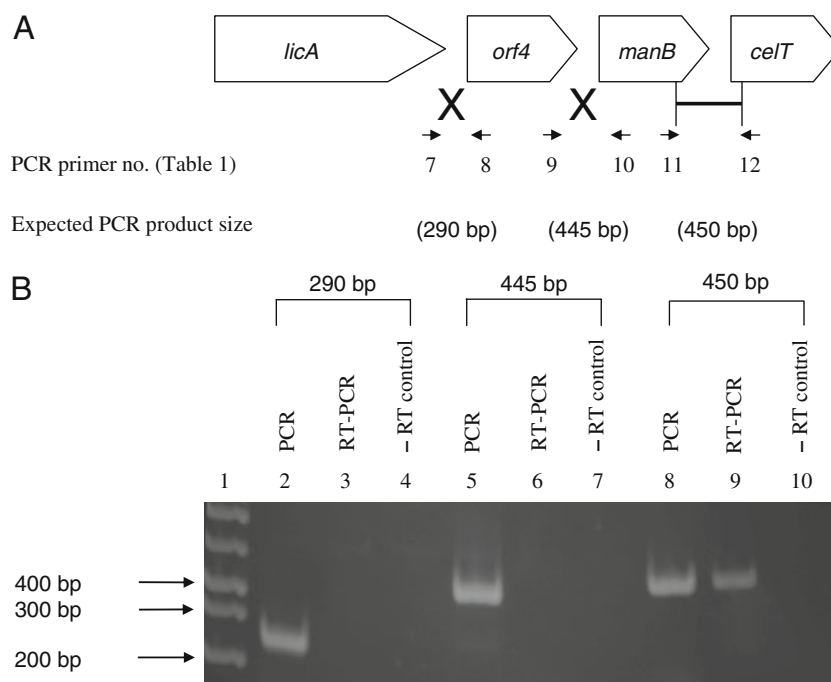 A
licA orf4 manB celT
X X
PCR primer no. (Table 1) 7 8 9 10 11 12
Expected PCR product size (290 bp) (445 bp) (450 bp)
B
290 bp 445 bp 450 bp
PCR RT-PCR – RT control PCR RT-PCR – RT control PCR RT-PCR – RT control
1 2 3 4 5 6 7 8 9 10
400 bp
300 bp
200 bp